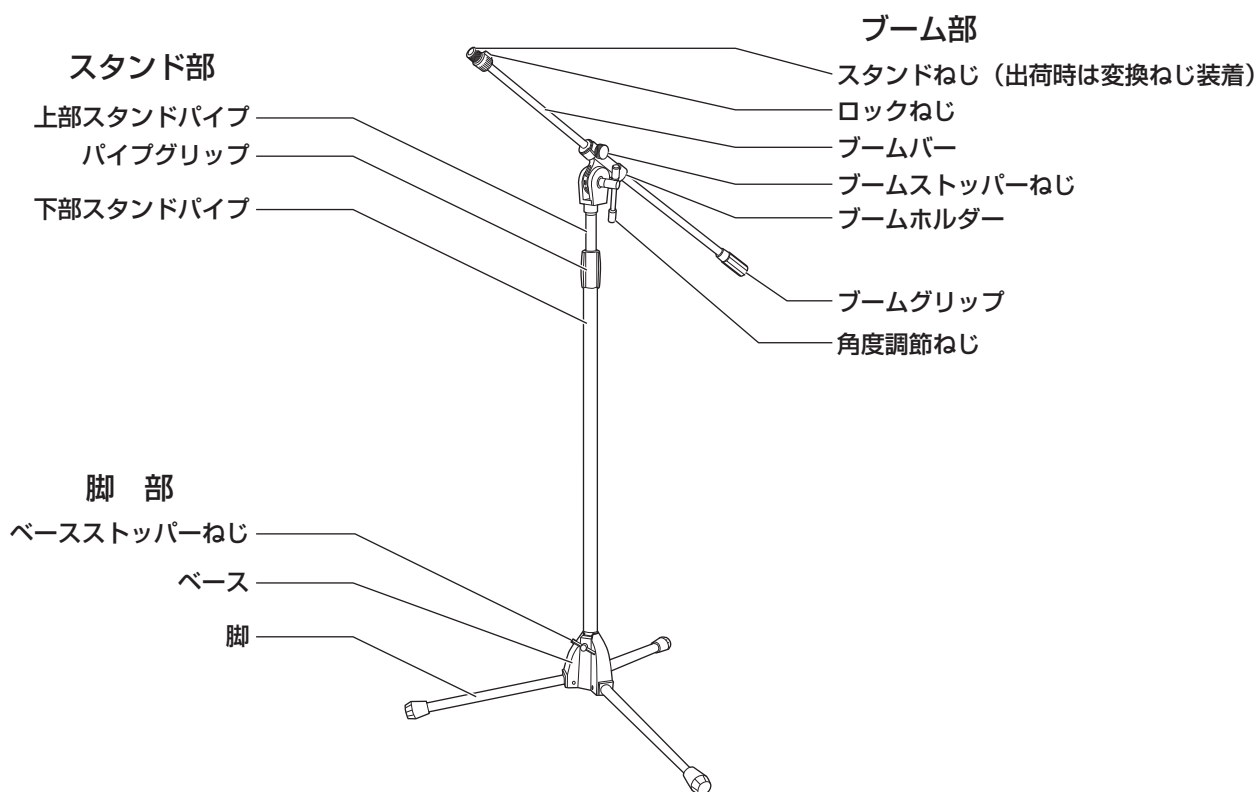 スタンド部
上部スタンドパイプ
パイプグリップ
下部スタンドパイプ
脚　部
ベースストッパーねじ
ベース
脚
ブーム部
スタンドねじ（出荷時は変換ねじ装着）
ロックねじ
ブームバー
ブームストッパーねじ
ブームホルダー
ブームグリップ
角度調節ねじ